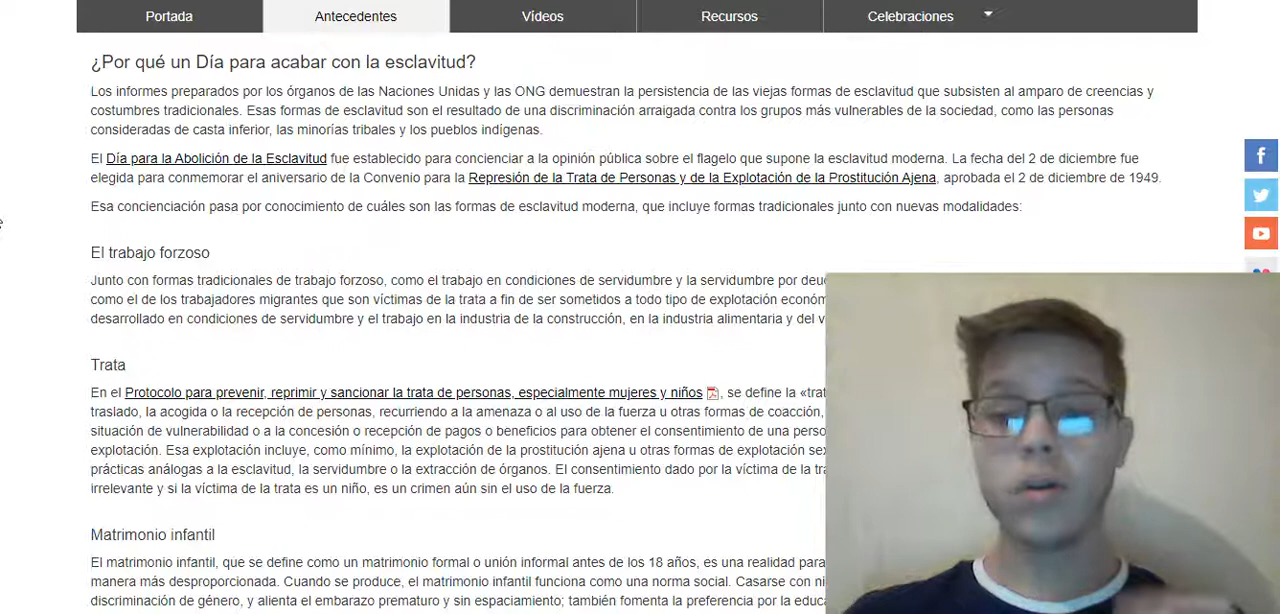 Portada
Antecedentes
Vídeos
Recursos
Celebraciones
¿Por qué un Día para acabar con la esclavitud?
Los informes preparados por los órganos de las Naciones Unidas y las ONG demuestran la persistencia de las viejas formas de esclavitud que subsisten al amparo de creencias y
costumbres tradicionales. Esas formas de esclavitud son el resultado de una discriminación arraigada contra los grupos más vulnerables de la sociedad, como las personas
consideradas de casta inferior, las minorías tribales y los pueblos indígenas.
El Día para la Abolición de la Esclavitud fue establecido para concienciar a la opinión pública sobre el flagelo que supone la esclavitud moderna. La fecha del 2 de diciembre fue
elegida para conmemorar el aniversario de la Convenio para la Represión de la Trata de Personas y de la Explotación de la Prostitución Ajena, aprobada el 2 de diciembre de 1949.
Esa concienciación pasa por conocimiento de cuáles son las formas de esclavitud moderna, que incluye formas tradicionales junto con nuevas modalidades:
El trabajo forzoso
Junto con formas tradicionales de trabajo forzoso, como el trabajo en condiciones de servidumbre y la servidumbre por
como el de los trabajadores migrantes que son víctimas de la trata a fin de ser sometidos a todo tipo de explotación
desarrollado en condiciones de servidumbre y el trabajo en la industria de la construcción, en la industria alimentaria y del
Trata
En el Protocolo para prevenir, reprimir y sancionar la trata de personas, especialmente mujeres y niños, se define la
traslado, la acogida o la recepción de personas, recurriendo a la amenaza o al uso de la fuerza u otras formas de coacción,
situación de vulnerabilidad o a la concesión o recepción de pagos o beneficios para obtener el consentimiento de una
explotación. Esa explotación incluye, como mínimo, la explotación de la prostitución ajena u otras formas de explotación
prácticas análogas a la esclavitud, la servidumbre o la extracción de órganos. El consentimiento dado por la víctima de la
irrelevante y si la víctima de la trata es un niño, es un crimen aún sin el uso de la fuerza.
Matrimonio infantil
El matrimonio infantil, que se define como un matrimonio formal o unión informal antes de los 18 años, es una realidad para
manera más desproporcionada. Cuando se produce, el matrimonio infantil funciona como una norma social. Casarse con
discriminación de género, y alienta el embarazo prematuro y sin espaciamiento; también fomenta la preferencia por la